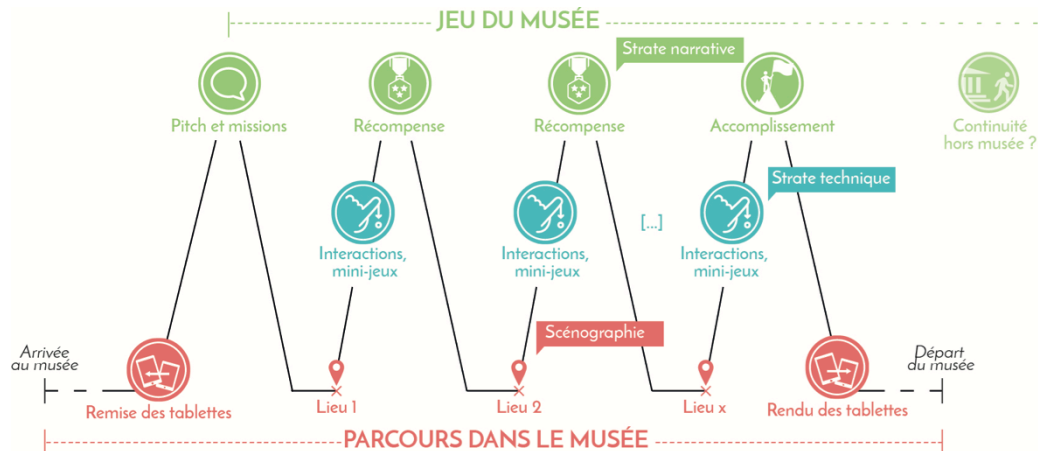 JEU DU MUSÉE
Strate narrative
Pitch et missions
Récompense
Récompense
Accomplissement
Continuité
hors musée ?
Strate technique
[...]
Interactions,
mini-jeux
Interactions,
mini-jeux
Interactions,
mini-jeux
Scénographie
Arrivée
au musée
Départ
du musée
Remise des tablettes
Lieu 1
Lieu 2
Lieu x
Rendu des tablettes
PARCOURS DANS LE MUSÉE